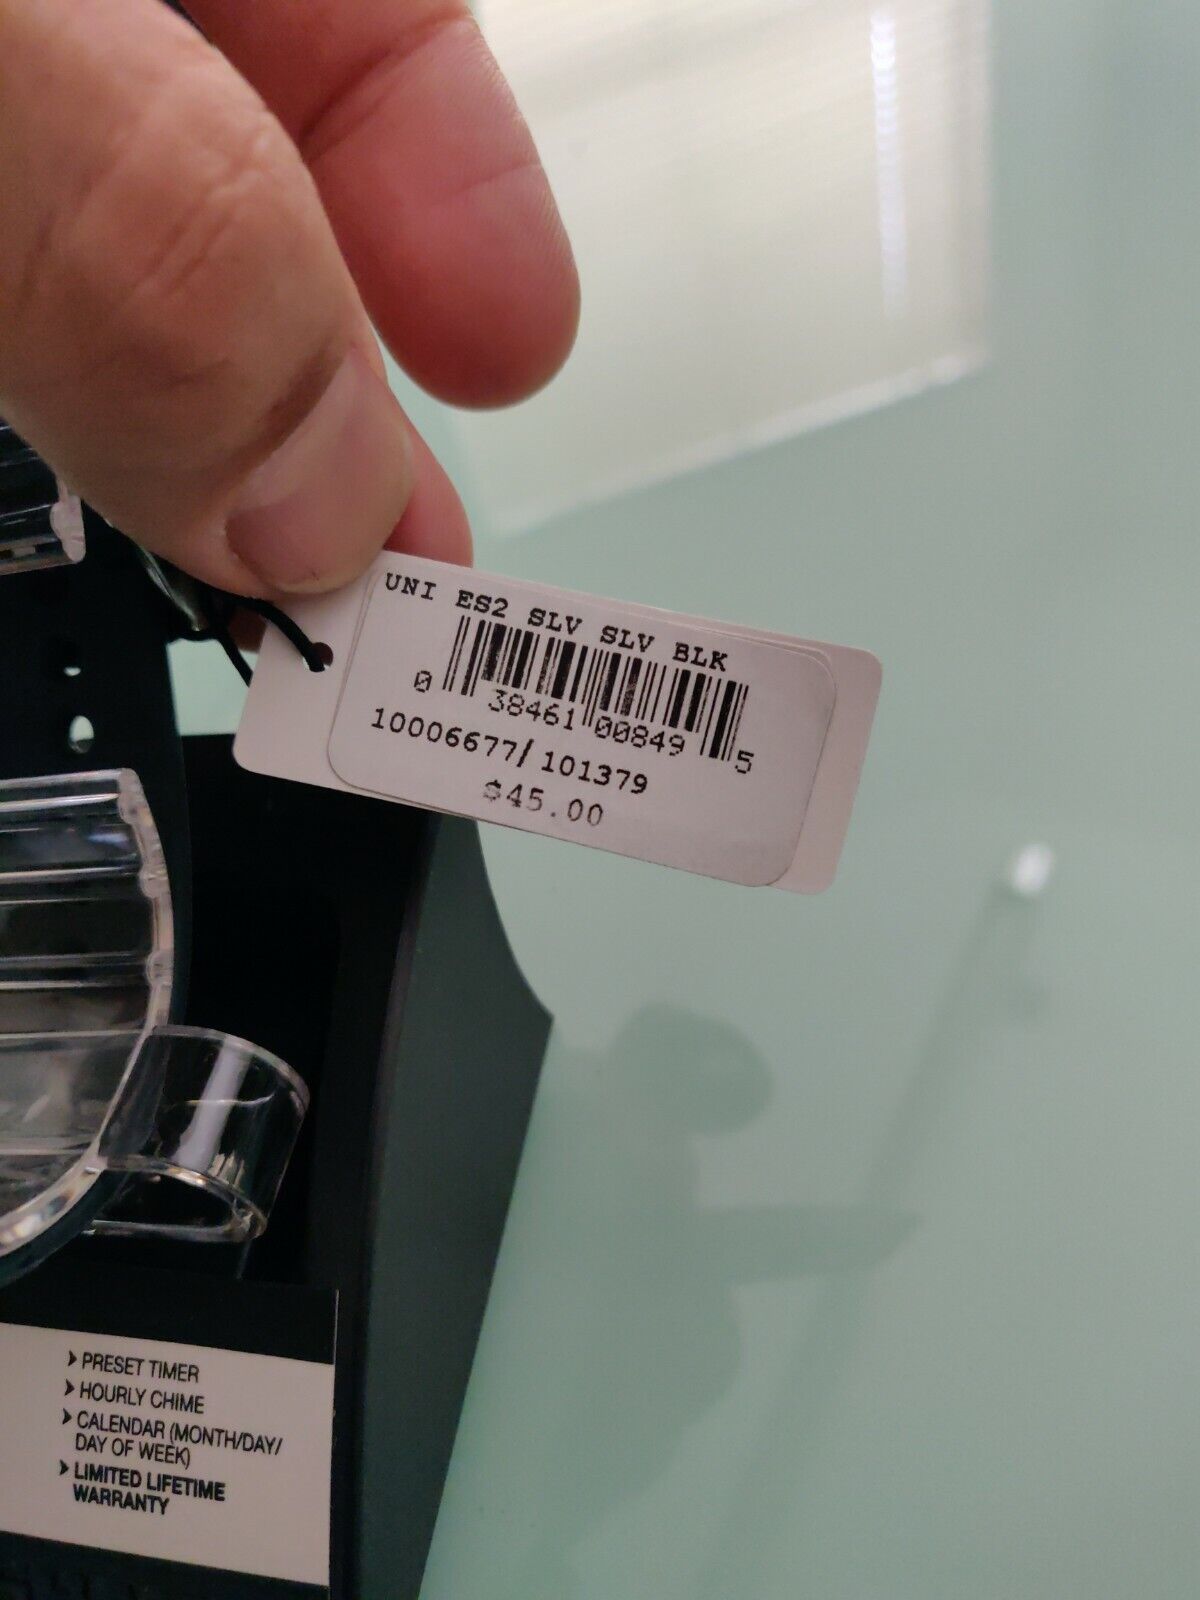 UNI ES2 SLV SLV BLK
0 38461 00849 5
10006677/101379
$45.00
› PRESET TIMER
› HOURLY CHIME
› CALENDAR (MONTH/DAY/
DAY OF WEEK)
› LIMITED LIFETIME
WARRANTY